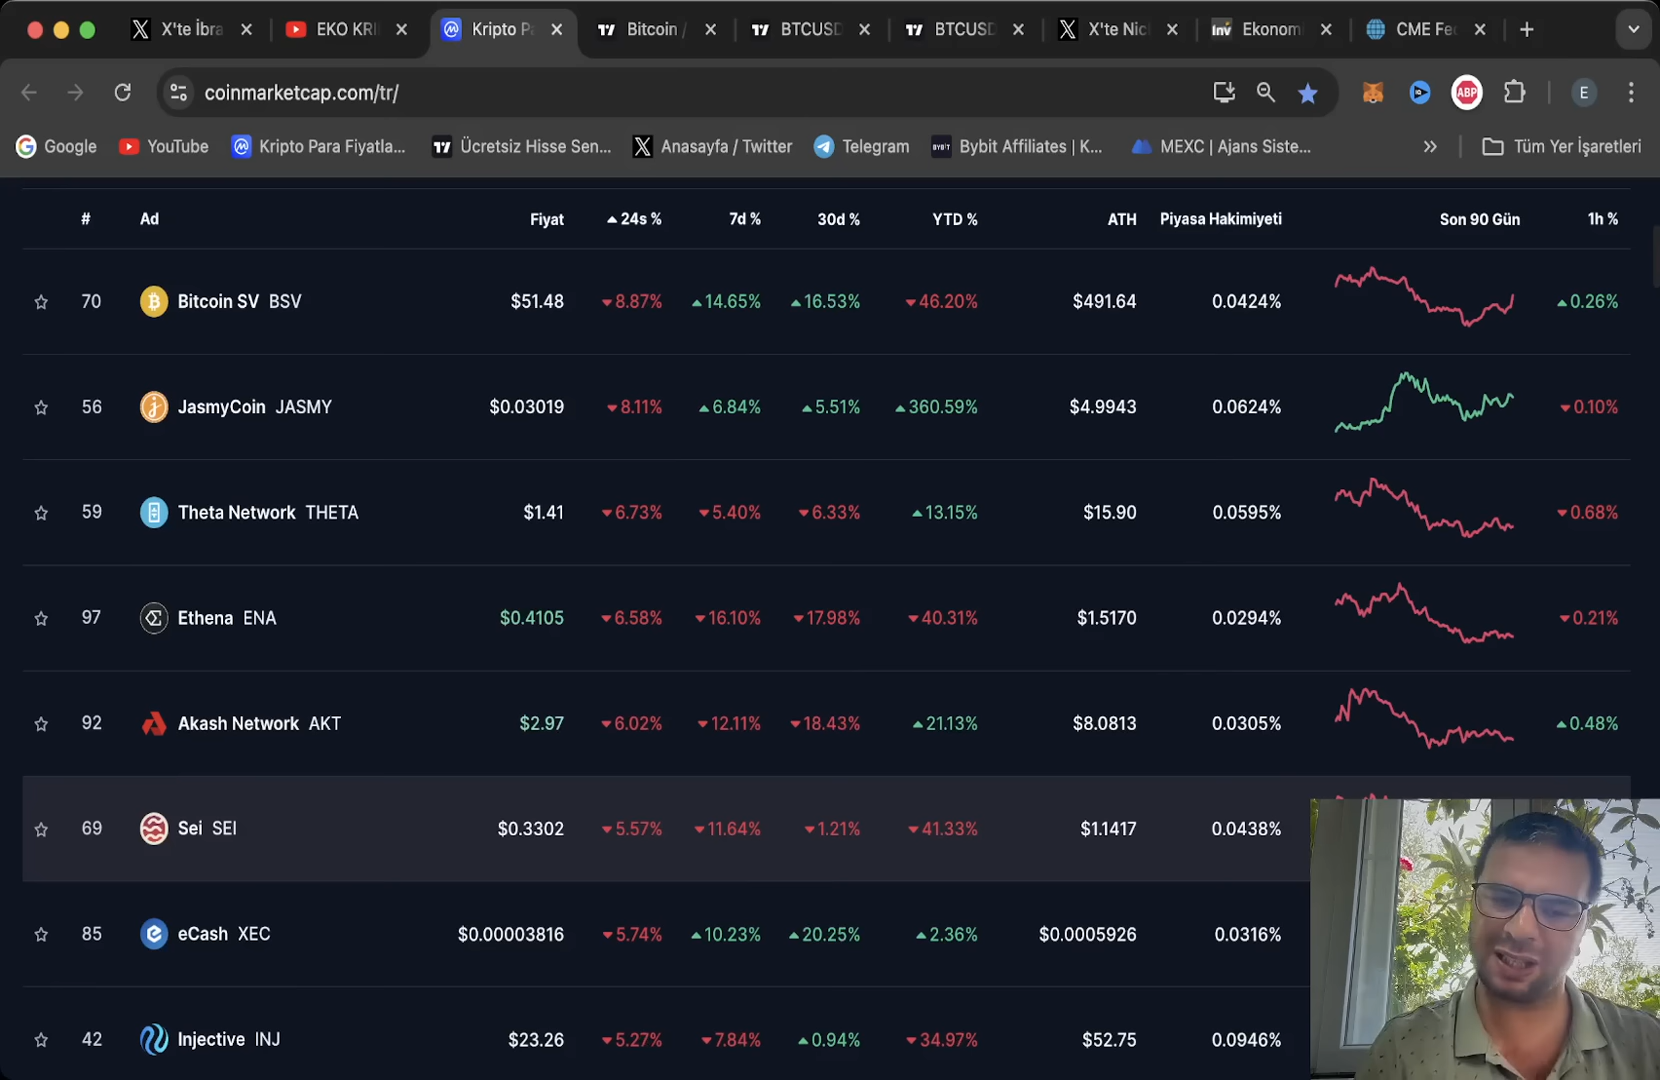 X'te İbra
EKO KRİ
Kripto P
Bitcoin /
BTCUSD
BTCUSD
X'te Nic
Inv Ekonomi
CME Fe
coinmarketcap.com/tr/
ABP
E
Google
YouTube
Kripto Para Fiyatla...
Ücretsiz Hisse Sen...
Anasayfa / Twitter
Telegram
BYBIT Bybit Affiliates | K...
MEXC | Ajans Siste...
Tüm Yer İşaretleri
# Ad Fiyat 24s % 7d % 30d % YTD % ATH Piyasa Hakimiyeti Son 90 Gün 1h %
70 Bitcoin SV BSV $51.48 8.87% 14.65% 16.53% 46.20% $491.64 0.0424% 0.26%
56 JasmyCoin JASMY $0.03019 8.11% 6.84% 5.51% 360.59% $4.9943 0.0624% 0.10%
59 Theta Network THETA $1.41 6.73% 5.40% 6.33% 13.15% $15.90 0.0595% 0.68%
97 Ethena ENA $0.4105 6.58% 16.10% 17.98% 40.31% $1.5170 0.0294% 0.21%
92 Akash Network AKT $2.97 6.02% 12.11% 18.43% 21.13% $8.0813 0.0305% 0.48%
69 Sei SEI $0.3302 5.57% 11.64% 1.21% 41.33% $1.1417 0.0438%
85 eCash XEC $0.00003816 5.74% 10.23% 20.25% 2.36% $0.0005926 0.0316%
42 Injective INJ $23.26 5.27% 7.84% 0.94% 34.97% $52.75 0.0946%